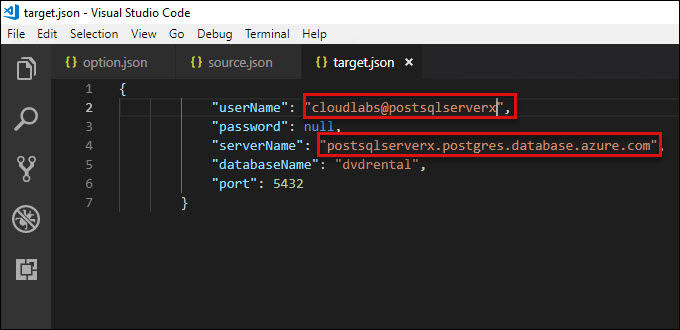 target.json - Visual Studio Code
File Edit Selection View Go Debug Terminal Help
{} option.json {} source.json {} target.json ×
1 {
2 "userName": "cloudlabs@postsqlserverx",
3 "password": null,
4 "serverName": "postsqlserverx.postgres.database.azure.com",
5 "databaseName": "dvdrental",
6 "port": 5432
7 }